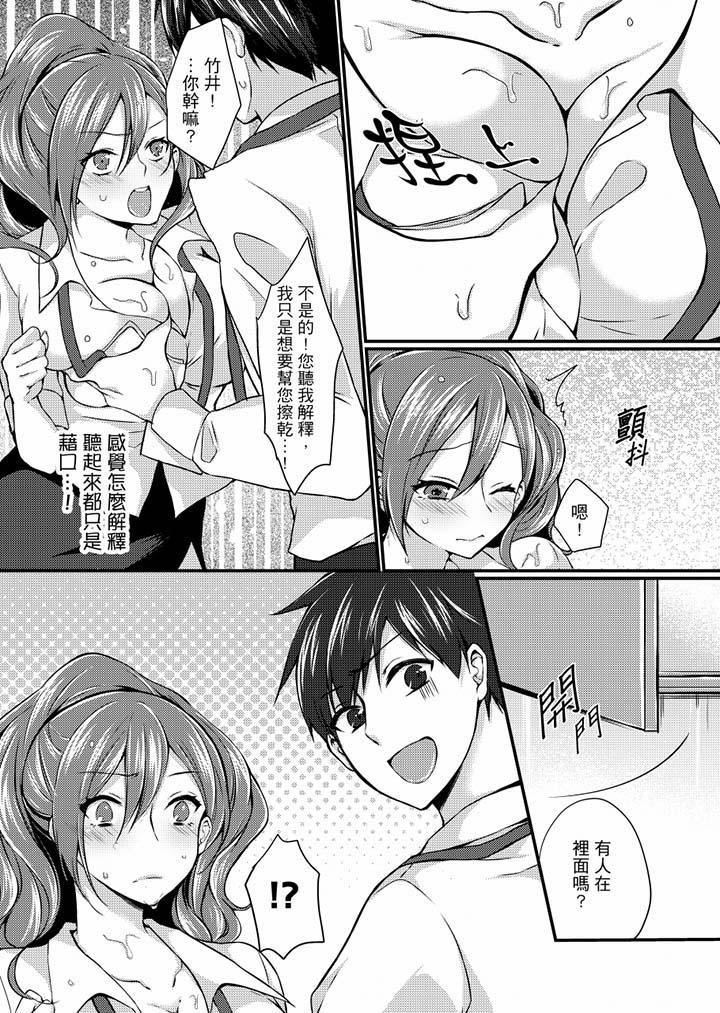 捏上
顫抖
嗯！
竹井！
…你幹嘛？
不是的！您聽我解釋，
我只是想要幫您擦乾…！
感覺怎麼解釋
聽起來都只是
藉口…！
開門
有人在
裡面嗎？
!?